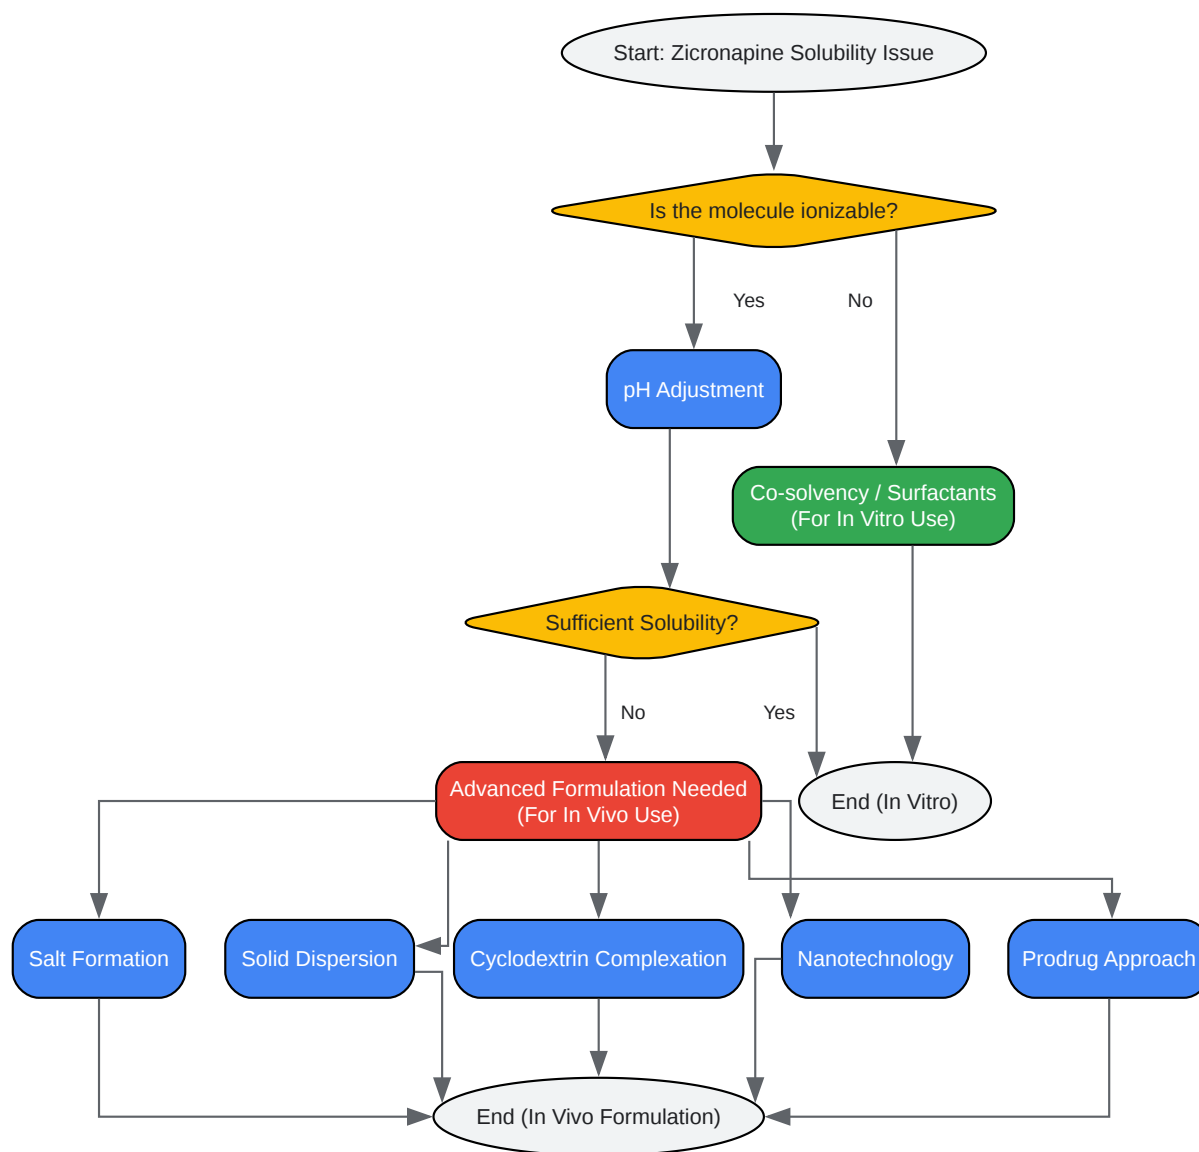 Start: Zicronapine Solubility Issue
Is the molecule ionizable?
Yes
No
pH Adjustment
Co-solvency / Surfactants
(For In Vitro Use)
Sufficient Solubility?
No
Yes
Advanced Formulation Needed
(For In Vivo Use)
End (In Vitro)
Salt Formation
Solid Dispersion
Cyclodextrin Complexation
Nanotechnology
Prodrug Approach
End (In Vivo Formulation)